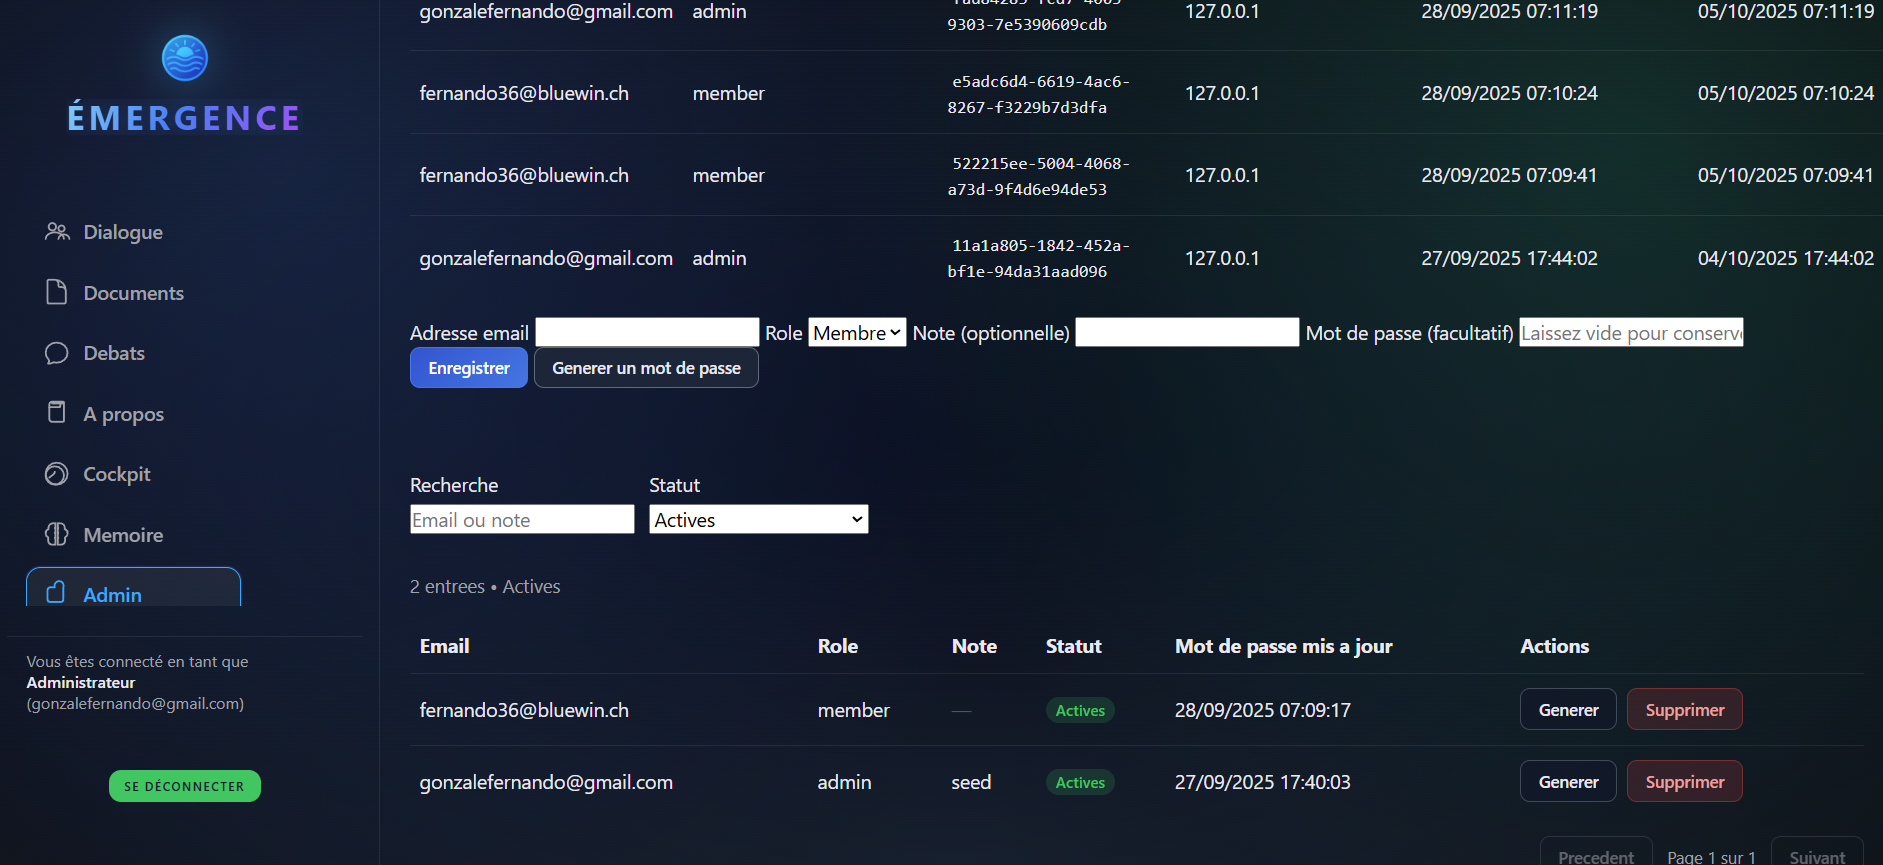 ÉMERGENCE
Dialogue
Documents
Debats
A propos
Cockpit
Memoire
Admin
Vous êtes connecté en tant que
Administrateur
(gonzalefernando@gmail.com)
SE DÉCONNECTER
gonzalefernando@gmail.com admin 9303-7e5390609cdb 127.0.0.1 28/09/2025 07:11:19 05/10/2025 07:11:19
fernando36@bluewin.ch member e5adc6d4-6619-4ac6-8267-f3229b7d3dfa 127.0.0.1 28/09/2025 07:10:24 05/10/2025 07:10:24
fernando36@bluewin.ch member 522215ee-5004-4068-a73d-9f4d6e94de53 127.0.0.1 28/09/2025 07:09:41 05/10/2025 07:09:41
gonzalefernando@gmail.com admin 11a1a805-1842-452a-bf1e-94da31aad096 127.0.0.1 27/09/2025 17:44:02 04/10/2025 17:44:02
Adresse email Role Membre Note (optionnelle) Mot de passe (facultatif) Laissez vide pour conserv
Enregistrer Generer un mot de passe
Recherche Statut
Email ou note Actives
2 entrees • Actives
Email Role Note Statut Mot de passe mis a jour Actions
fernando36@bluewin.ch member — Actives 28/09/2025 07:09:17 Generer Supprimer
gonzalefernando@gmail.com admin seed Actives 27/09/2025 17:40:03 Generer Supprimer
Precedent Page 1 sur 1 Suivant